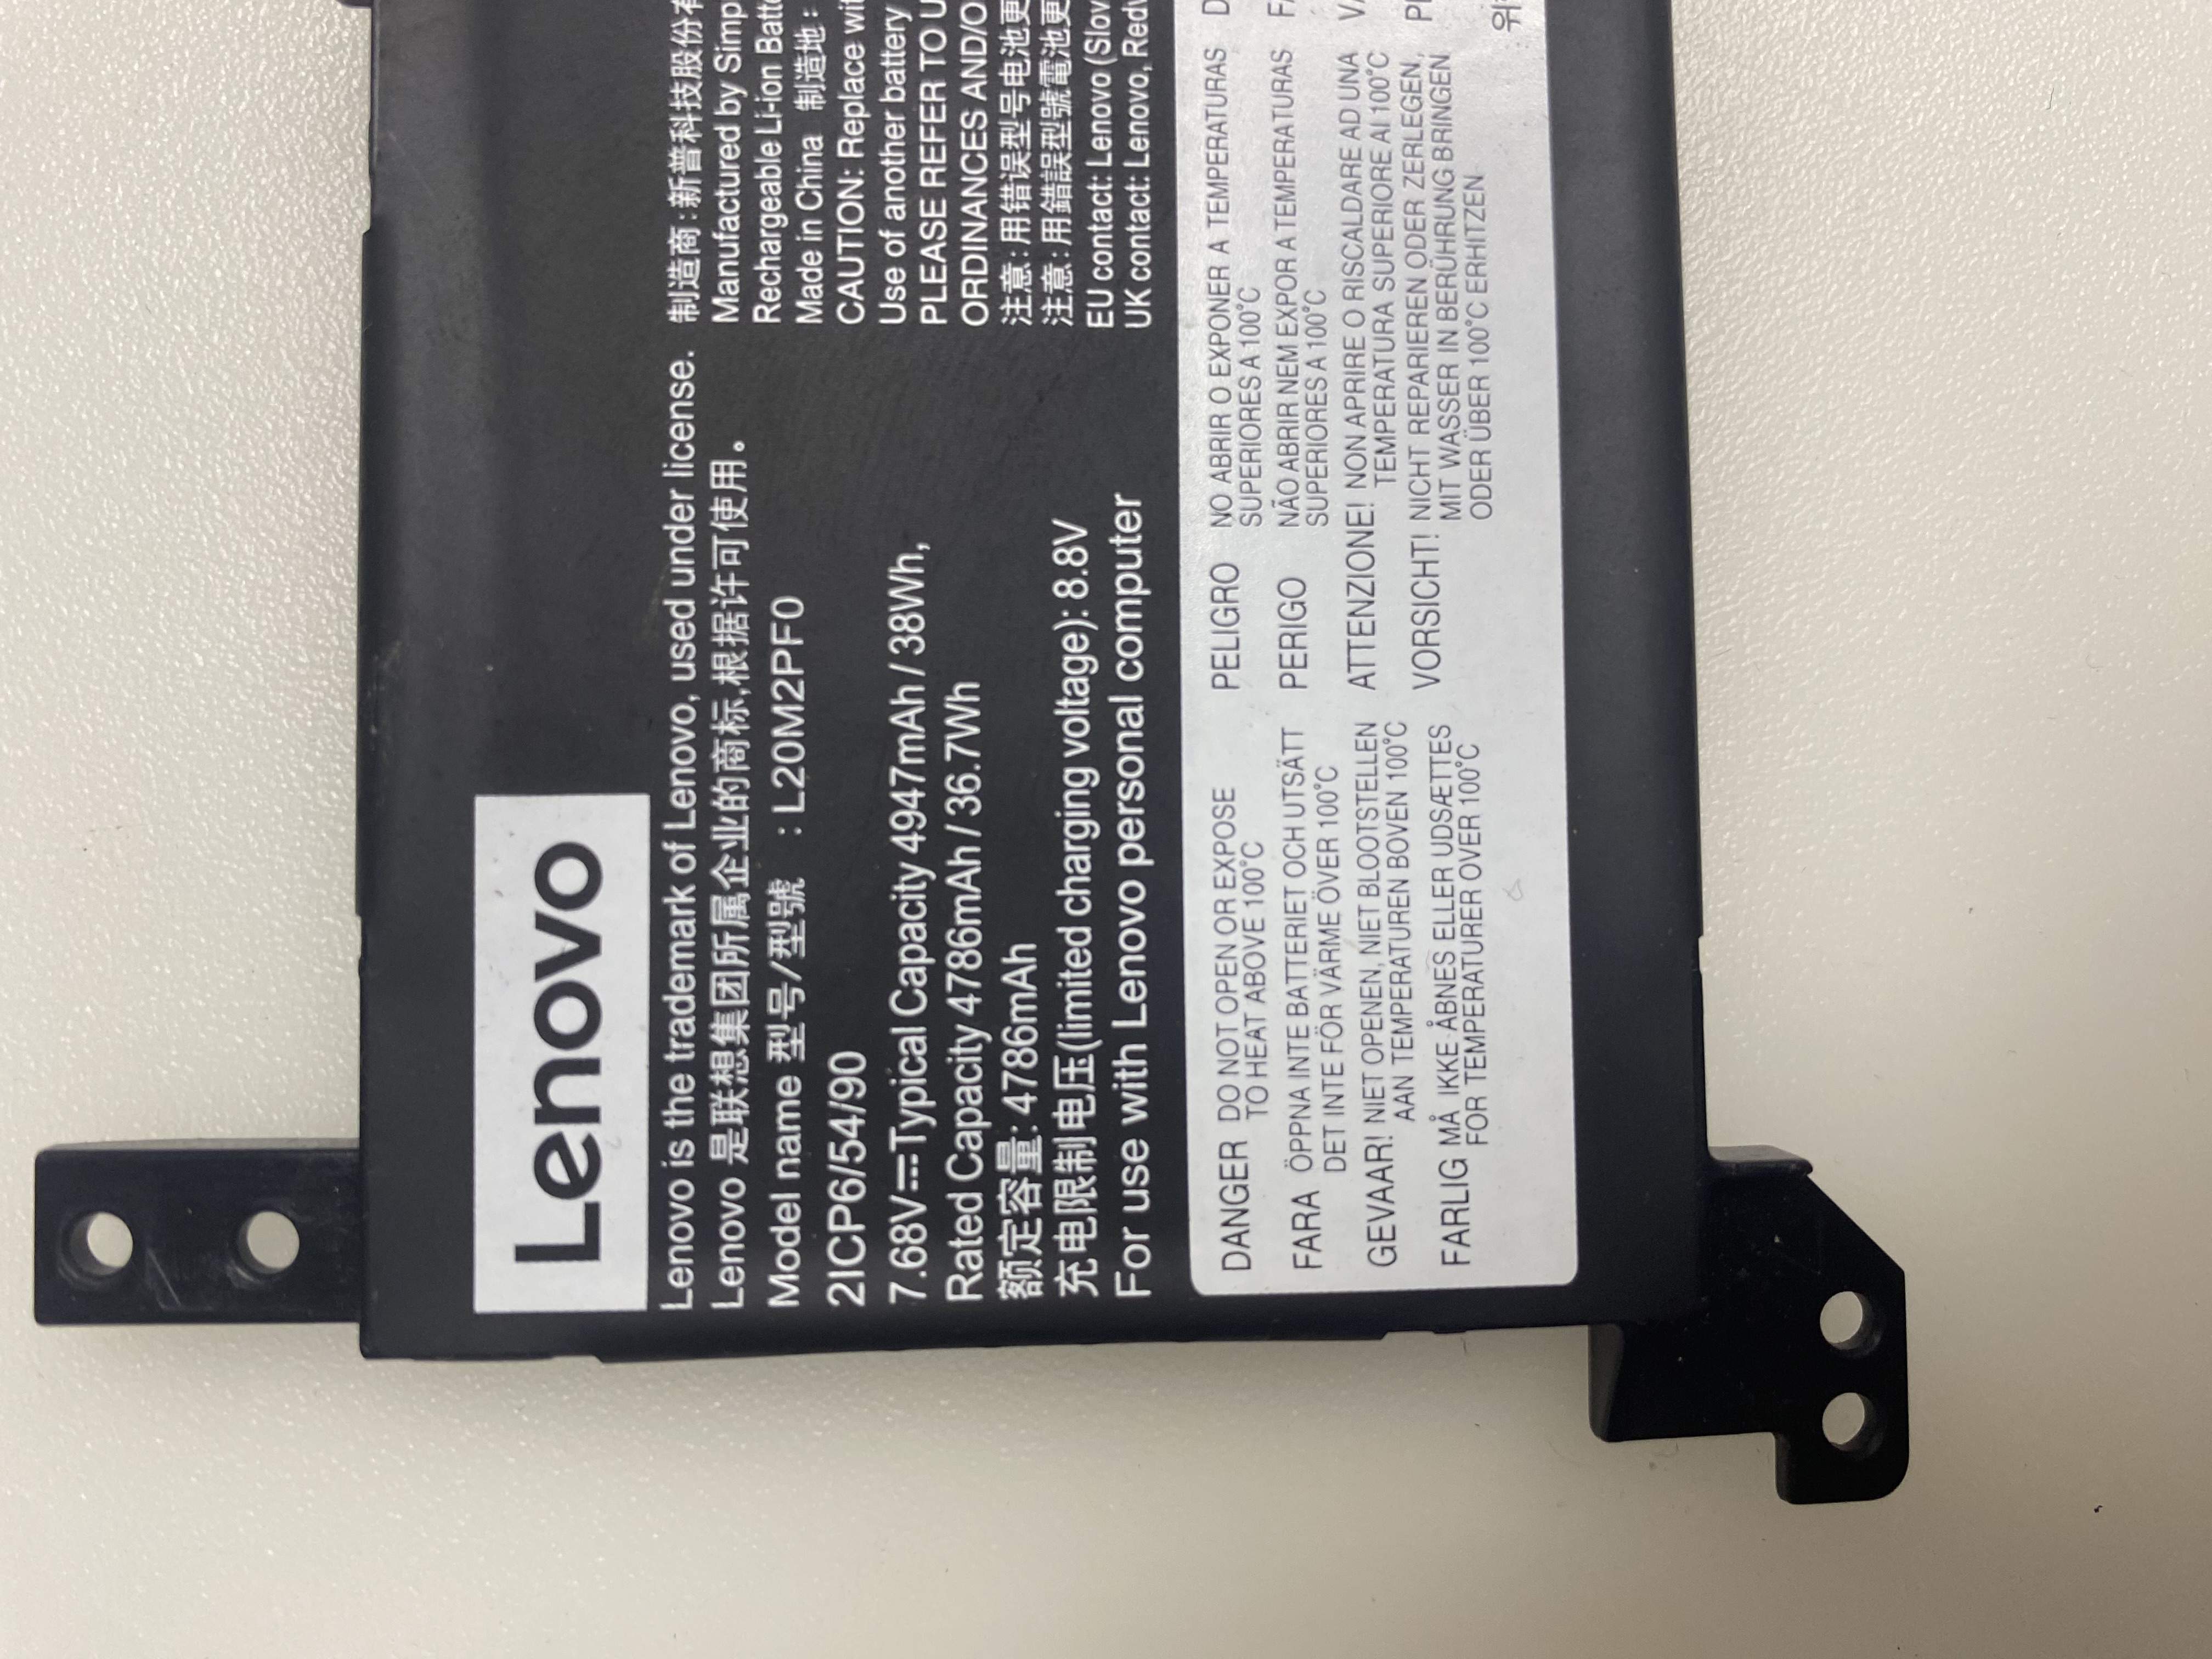 Lenovo
Lenovo is the trademark of Lenovo, used under license.
Lenovo 是联想集团所属企业的商标,根据许可使用。
Model name 型号/型號 : L20M2PF0
2ICP6/54/90
7.68V⎓Typical Capacity 4947mAh / 38Wh,
Rated Capacity 4786mAh / 36.7Wh
额定容量: 4786mAh
充电限制电压(limited charging voltage): 8.8V
For use with Lenovo personal computer
制造商:新普科技股份有
Manufactured by Simp
Rechargeable Li-ion Batte
Made in China 制造地:
CAUTION: Replace wit
Use of another battery
PLEASE REFER TO U
ORDINANCES AND/O
注意:用错误型号电池更
注意:用錯誤型號電池更
EU contact: Lenovo (Slov
UK contact: Lenovo, Redw
DANGER DO NOT OPEN OR EXPOSE
TO HEAT ABOVE 100°C
FARA ÖPPNA INTE BATTERIET OCH UTSÄTT
DET INTE FÖR VÄRME ÖVER 100°C
GEVAAR! NIET OPENEN, NIET BLOOTSTELLEN
AAN TEMPERATUREN BOVEN 100°C
FARLIG MÅ IKKE ÅBNES ELLER UDSÆTTES
FOR TEMPERATURER OVER 100°C
PELIGRO NO ABRIR O EXPONER A TEMPERATURAS
SUPERIORES A 100°C
PERIGO NÃO ABRIR NEM EXPOR A TEMPERATURAS
SUPERIORES A 100°C
ATTENZIONE! NON APRIRE O RISCALDARE AD UNA
TEMPERATURA SUPERIORE AI 100°C
VORSICHT! NICHT REPARIEREN ODER ZERLEGEN,
MIT WASSER IN BERÜHRUNG BRINGEN
ODER ÜBER 100°C ERHITZEN